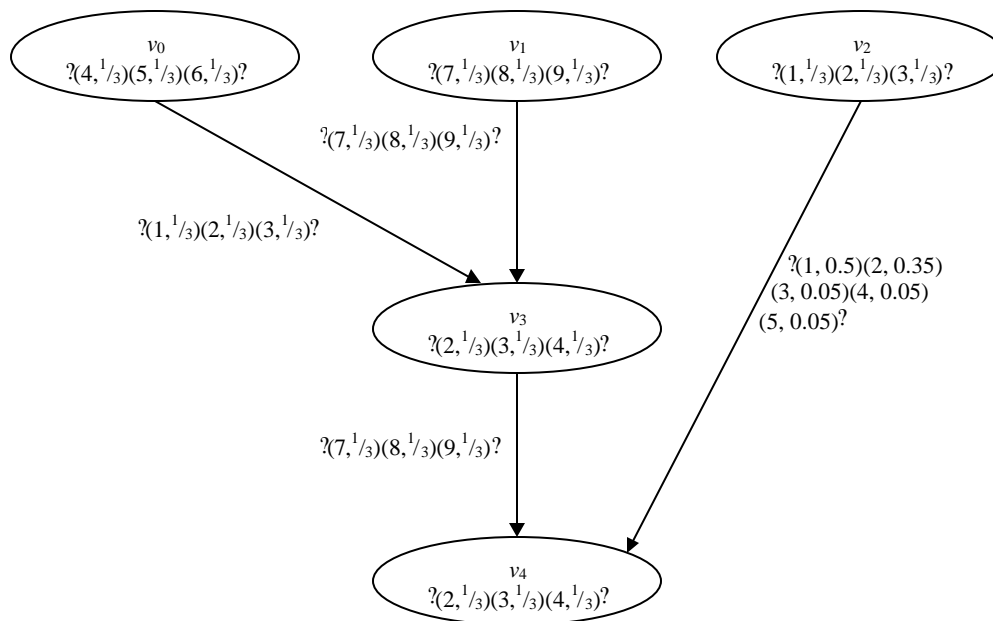 v₀
?(4,¹/₃)(5,¹/₃)(6,¹/₃)?
v₁
?(7,¹/₃)(8,¹/₃)(9,¹/₃)?
v₂
?(1,¹/₃)(2,¹/₃)(3,¹/₃)?
?(7,¹/₃)(8,¹/₃)(9,¹/₃)?
?(1,¹/₃)(2,¹/₃)(3,¹/₃)?
?(1, 0.5)(2, 0.35)
(3, 0.05)(4, 0.05)
(5, 0.05)?
v₃
?(2,¹/₃)(3,¹/₃)(4,¹/₃)?
?(7,¹/₃)(8,¹/₃)(9,¹/₃)?
v₄
?(2,¹/₃)(3,¹/₃)(4,¹/₃)?